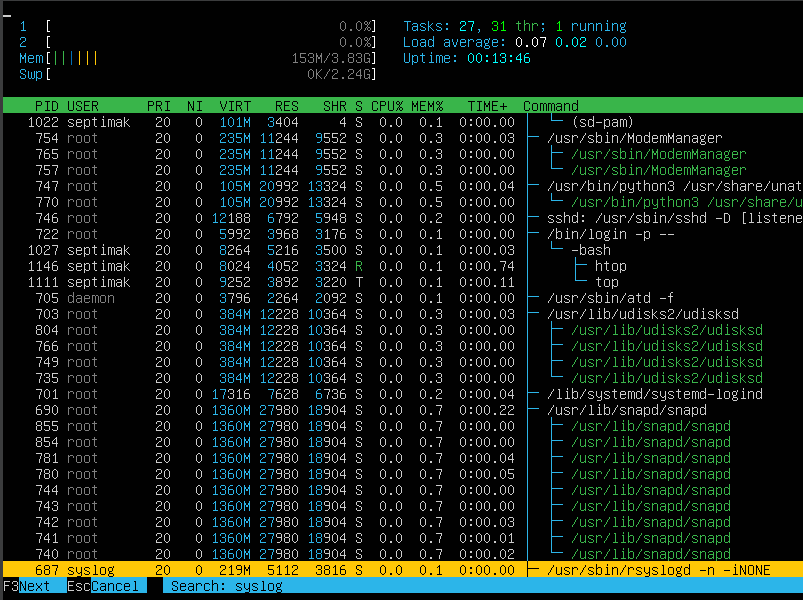 1 [ 0.0%] Tasks: 27, 31 thr; 1 running
2 [ 0.0%] Load average: 0.07 0.02 0.00
Mem[|||||| 153M/3.83G] Uptime: 00:13:46
Swp[ 0K/2.24G]
PID USER PRI NI VIRT RES SHR S CPU% MEM% TIME+ Command
1022 septimak 20 0 101M 3404 4 S 0.0 0.1 0:00.00 (sd-pam)
754 root 20 0 235M 11244 9552 S 0.0 0.3 0:00.03 /usr/sbin/ModemManager
765 root 20 0 235M 11244 9552 S 0.0 0.3 0:00.00 /usr/sbin/ModemManager
757 root 20 0 235M 11244 9552 S 0.0 0.3 0:00.00 /usr/sbin/ModemManager
747 root 20 0 105M 20992 13324 S 0.0 0.5 0:00.04 /usr/bin/python3 /usr/share/unat
770 root 20 0 105M 20992 13324 S 0.0 0.5 0:00.00 /usr/bin/python3 /usr/share/u
746 root 20 0 12188 6792 5948 S 0.0 0.2 0:00.00 sshd: /usr/sbin/sshd -D [listene
722 root 20 0 5992 3968 3176 S 0.0 0.1 0:00.00 /bin/login -p --
1027 septimak 20 0 8264 5216 3500 S 0.0 0.1 0:00.03 -bash
1146 septimak 20 0 8024 4052 3324 R 0.0 0.1 0:00.74 htop
1111 septimak 20 0 9252 3892 3220 T 0.0 0.1 0:00.11 top
705 daemon 20 0 3796 2264 2092 S 0.0 0.1 0:00.00 /usr/sbin/atd -f
703 root 20 0 384M 12228 10364 S 0.0 0.3 0:00.03 /usr/lib/udisks2/udisksd
804 root 20 0 384M 12228 10364 S 0.0 0.3 0:00.00 /usr/lib/udisks2/udisksd
766 root 20 0 384M 12228 10364 S 0.0 0.3 0:00.00 /usr/lib/udisks2/udisksd
749 root 20 0 384M 12228 10364 S 0.0 0.3 0:00.00 /usr/lib/udisks2/udisksd
735 root 20 0 384M 12228 10364 S 0.0 0.3 0:00.00 /usr/lib/udisks2/udisksd
701 root 20 0 17316 7628 6736 S 0.0 0.2 0:00.04 /lib/systemd/systemd-logind
690 root 20 0 1360M 27980 18904 S 0.0 0.7 0:00.22 /usr/lib/snapd/snapd
855 root 20 0 1360M 27980 18904 S 0.0 0.7 0:00.00 /usr/lib/snapd/snapd
854 root 20 0 1360M 27980 18904 S 0.0 0.7 0:00.00 /usr/lib/snapd/snapd
781 root 20 0 1360M 27980 18904 S 0.0 0.7 0:00.04 /usr/lib/snapd/snapd
780 root 20 0 1360M 27980 18904 S 0.0 0.7 0:00.05 /usr/lib/snapd/snapd
744 root 20 0 1360M 27980 18904 S 0.0 0.7 0:00.00 /usr/lib/snapd/snapd
743 root 20 0 1360M 27980 18904 S 0.0 0.7 0:00.00 /usr/lib/snapd/snapd
742 root 20 0 1360M 27980 18904 S 0.0 0.7 0:00.03 /usr/lib/snapd/snapd
741 root 20 0 1360M 27980 18904 S 0.0 0.7 0:00.01 /usr/lib/snapd/snapd
740 root 20 0 1360M 27980 18904 S 0.0 0.7 0:00.02 /usr/lib/snapd/snapd
687 syslog 20 0 219M 5112 3816 S 0.0 0.1 0:00.00 /usr/sbin/rsyslogd -n -iNONE
F3Next EscCancel Search: syslog